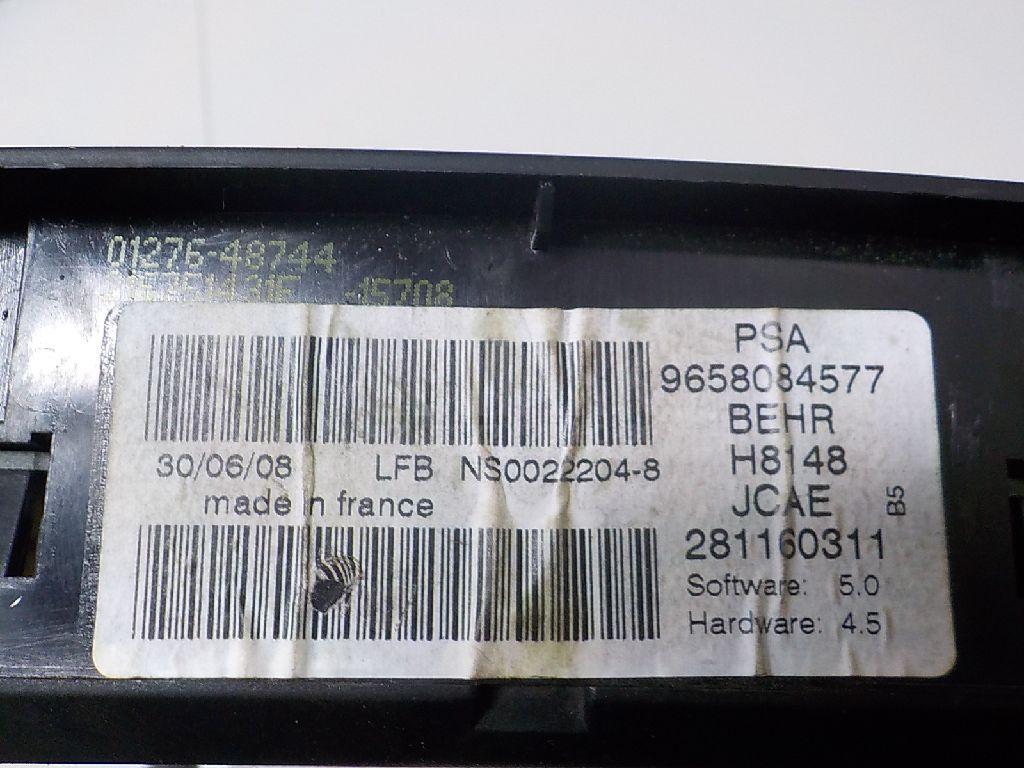 01276-48744
-45708
PSA
9658084577
BEHR
30/06/08 LFB NS0022204-8
H8148
made in france
JCAE
B5
281160311
Software: 5.0
Hardware: 4.5